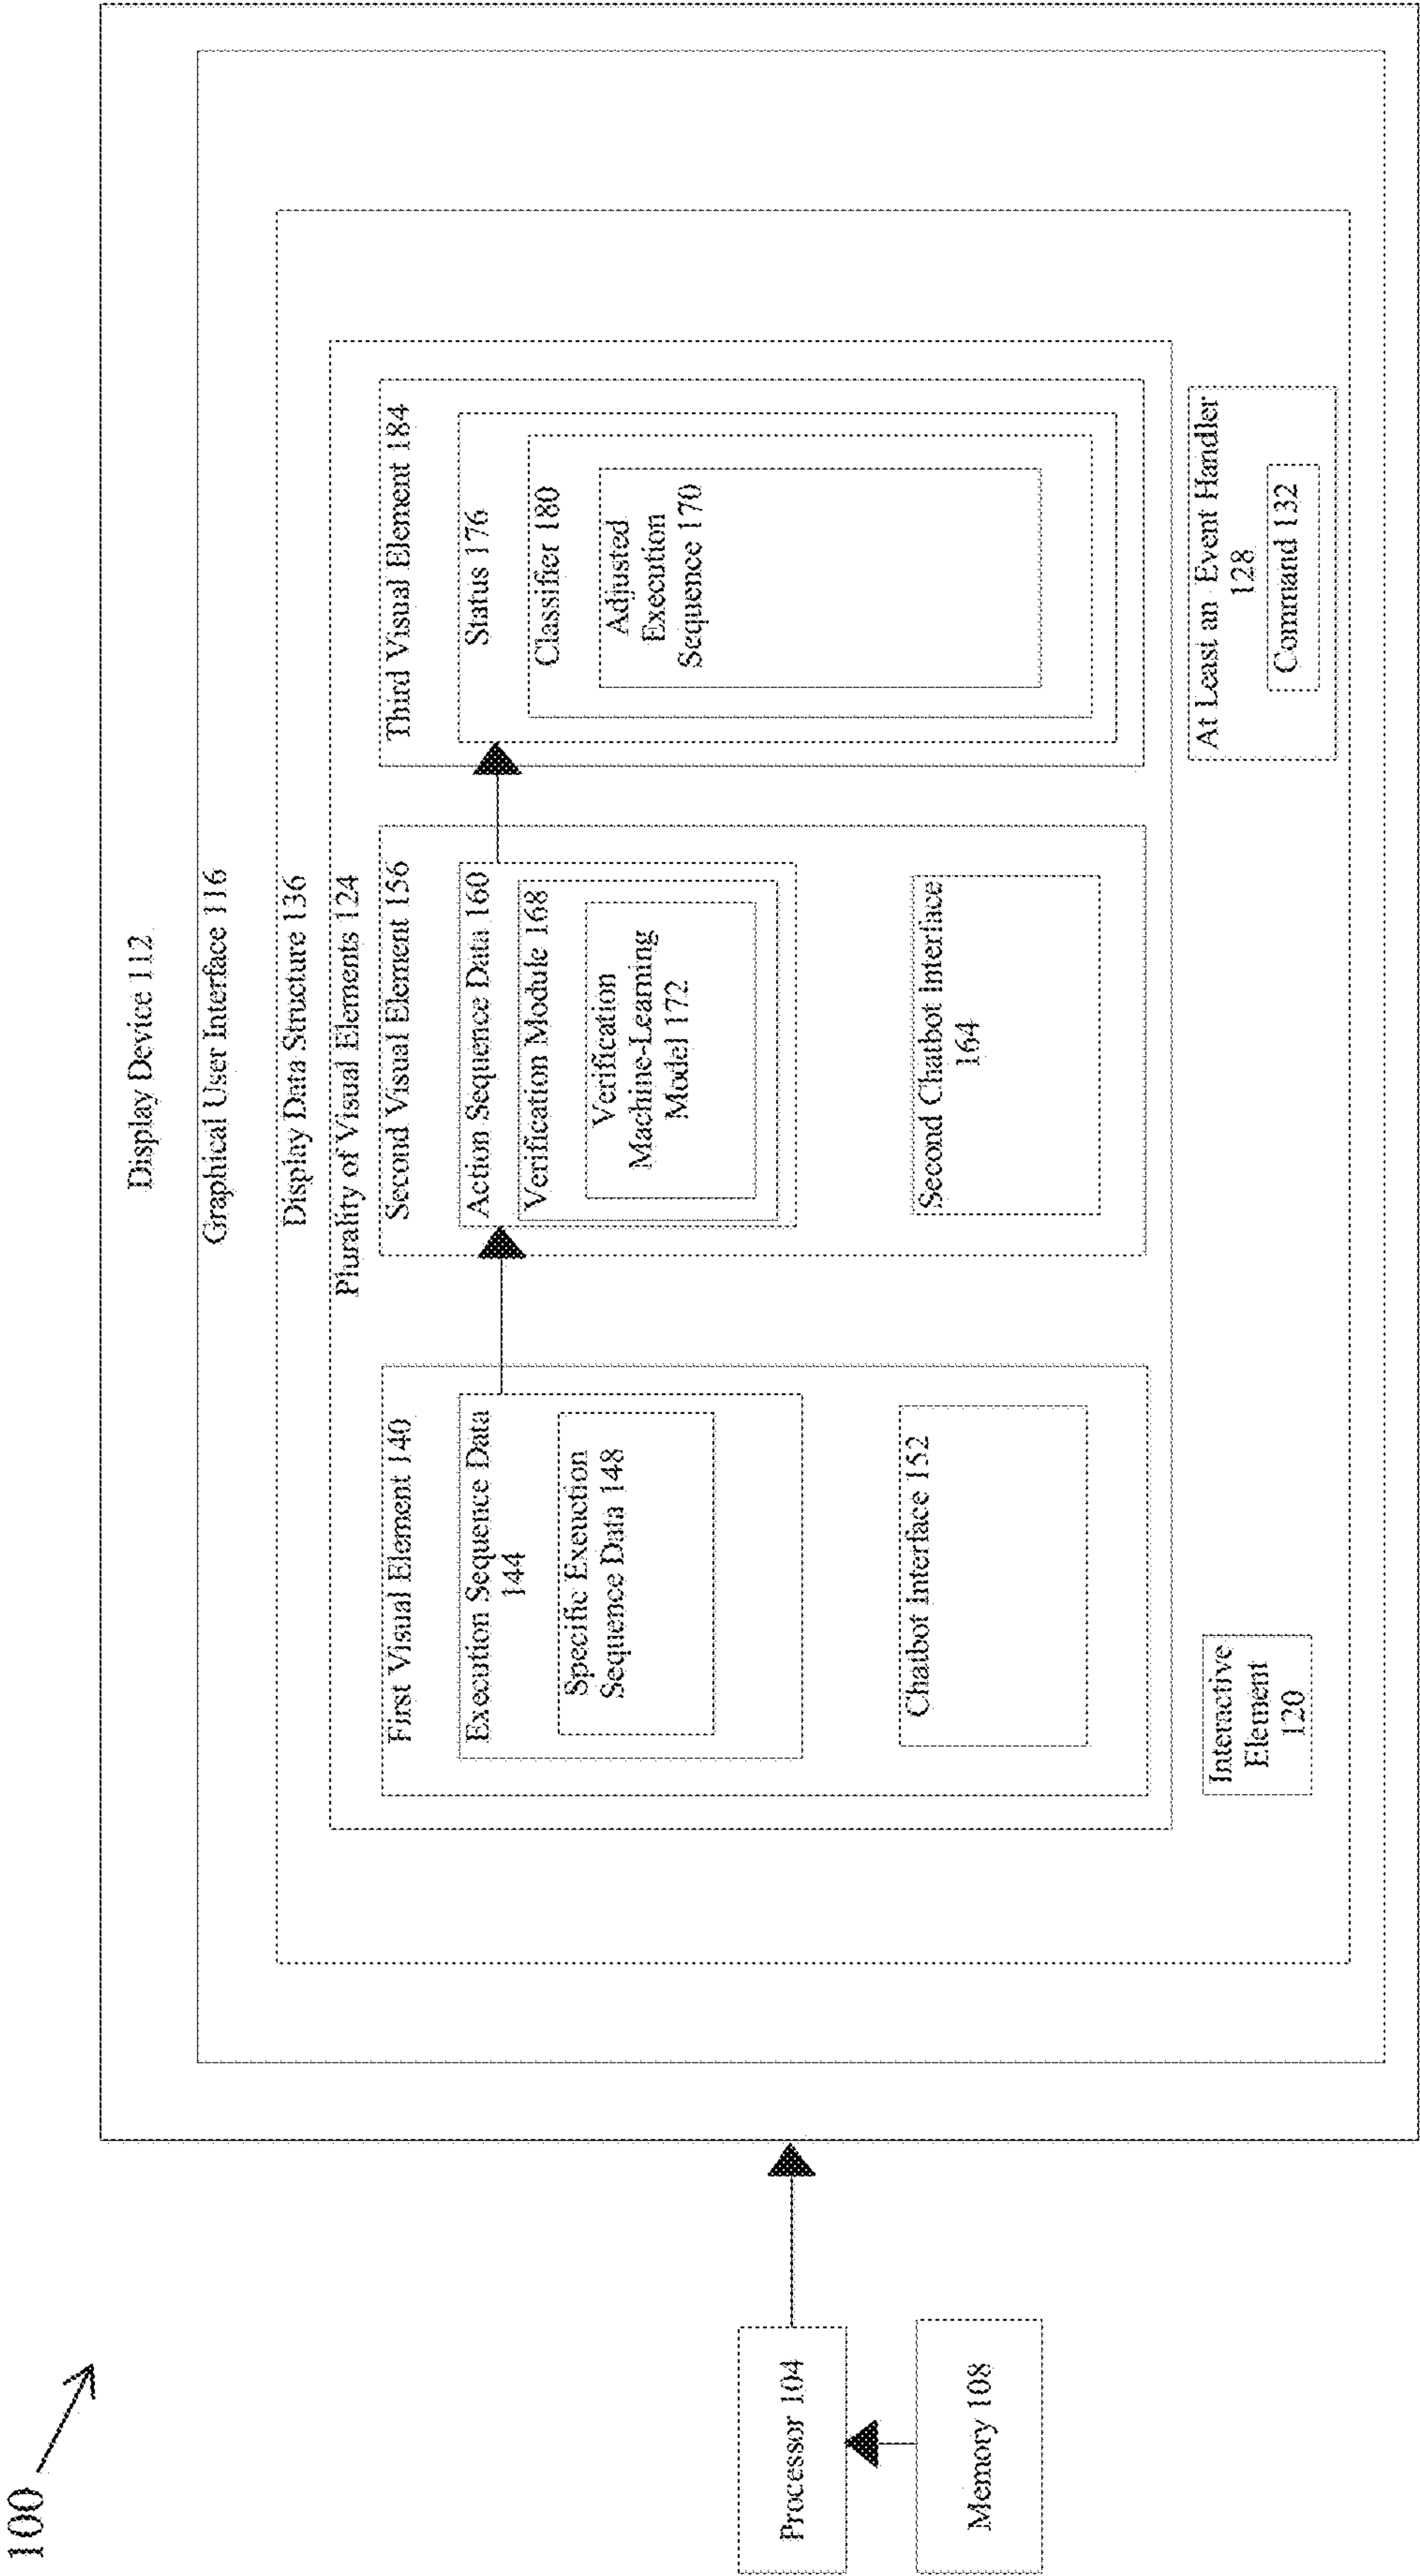 100
Display Device 112
Graphical User Interface 116
Display Data Structure 136
Plurality of Visual Elements 124
First Visual Element 140
Execution Sequence Data
144
Specific Exeuction
Sequence Data 148
Chatbot Interface 152
Second Visual Element 156
Action Sequence Data 160
Verification Module 168
Verification
Machine-Learning
Model 172
Second Chatbot Interface
164
Third Visual Element 184
Status 176
Classifier 180
Adjusted
Execution
Sequence 170
Interactive
Element
120
At Least an Event Handler
128
Command 132
Processor 104
Memory 108